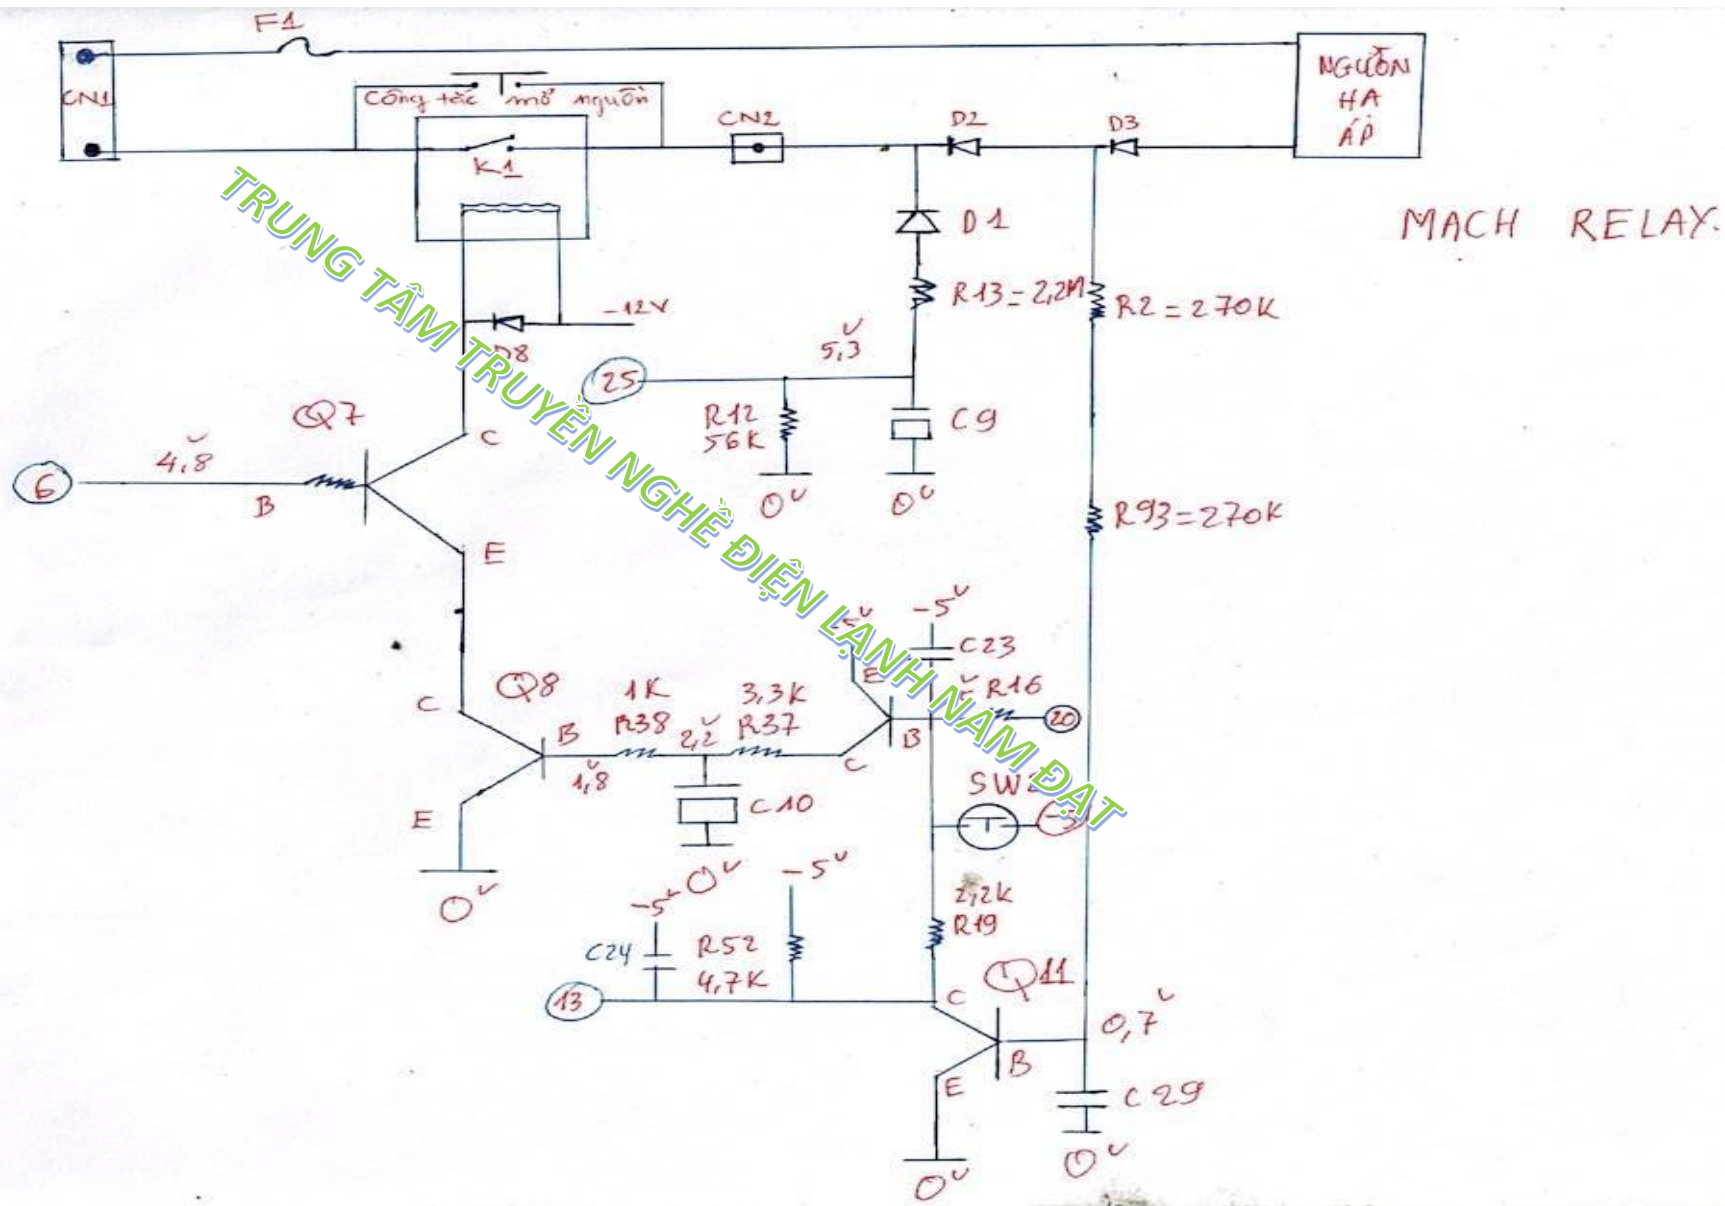 F1
CN1
Công tắc mở nguồn
K1
CN2
D2
D3
NGUỒN
HẠ
ÁP
MẠCH RELAY.
D1
R13 = 2,2M
R2 = 270K
-12V
D8
5,3v
25
R12
56K
C9
0v
0v
Q7
C
4,8v
6
B
E
R93 = 270K
-5v
C23
E
R16
20
B
C
Q8
C
B
1,8v
E
0v
1K
R38
2,2v
3,3K
R37
C10
0v
SW2
2,2K
R19
-5v
-5v
C24
R52
4,7K
13
C
Q11
0,7v
B
E
C29
0v
0v
TRUNG TÂM TRUYỀN NGHỀ ĐIỆN LẠNH NAM ĐẠT